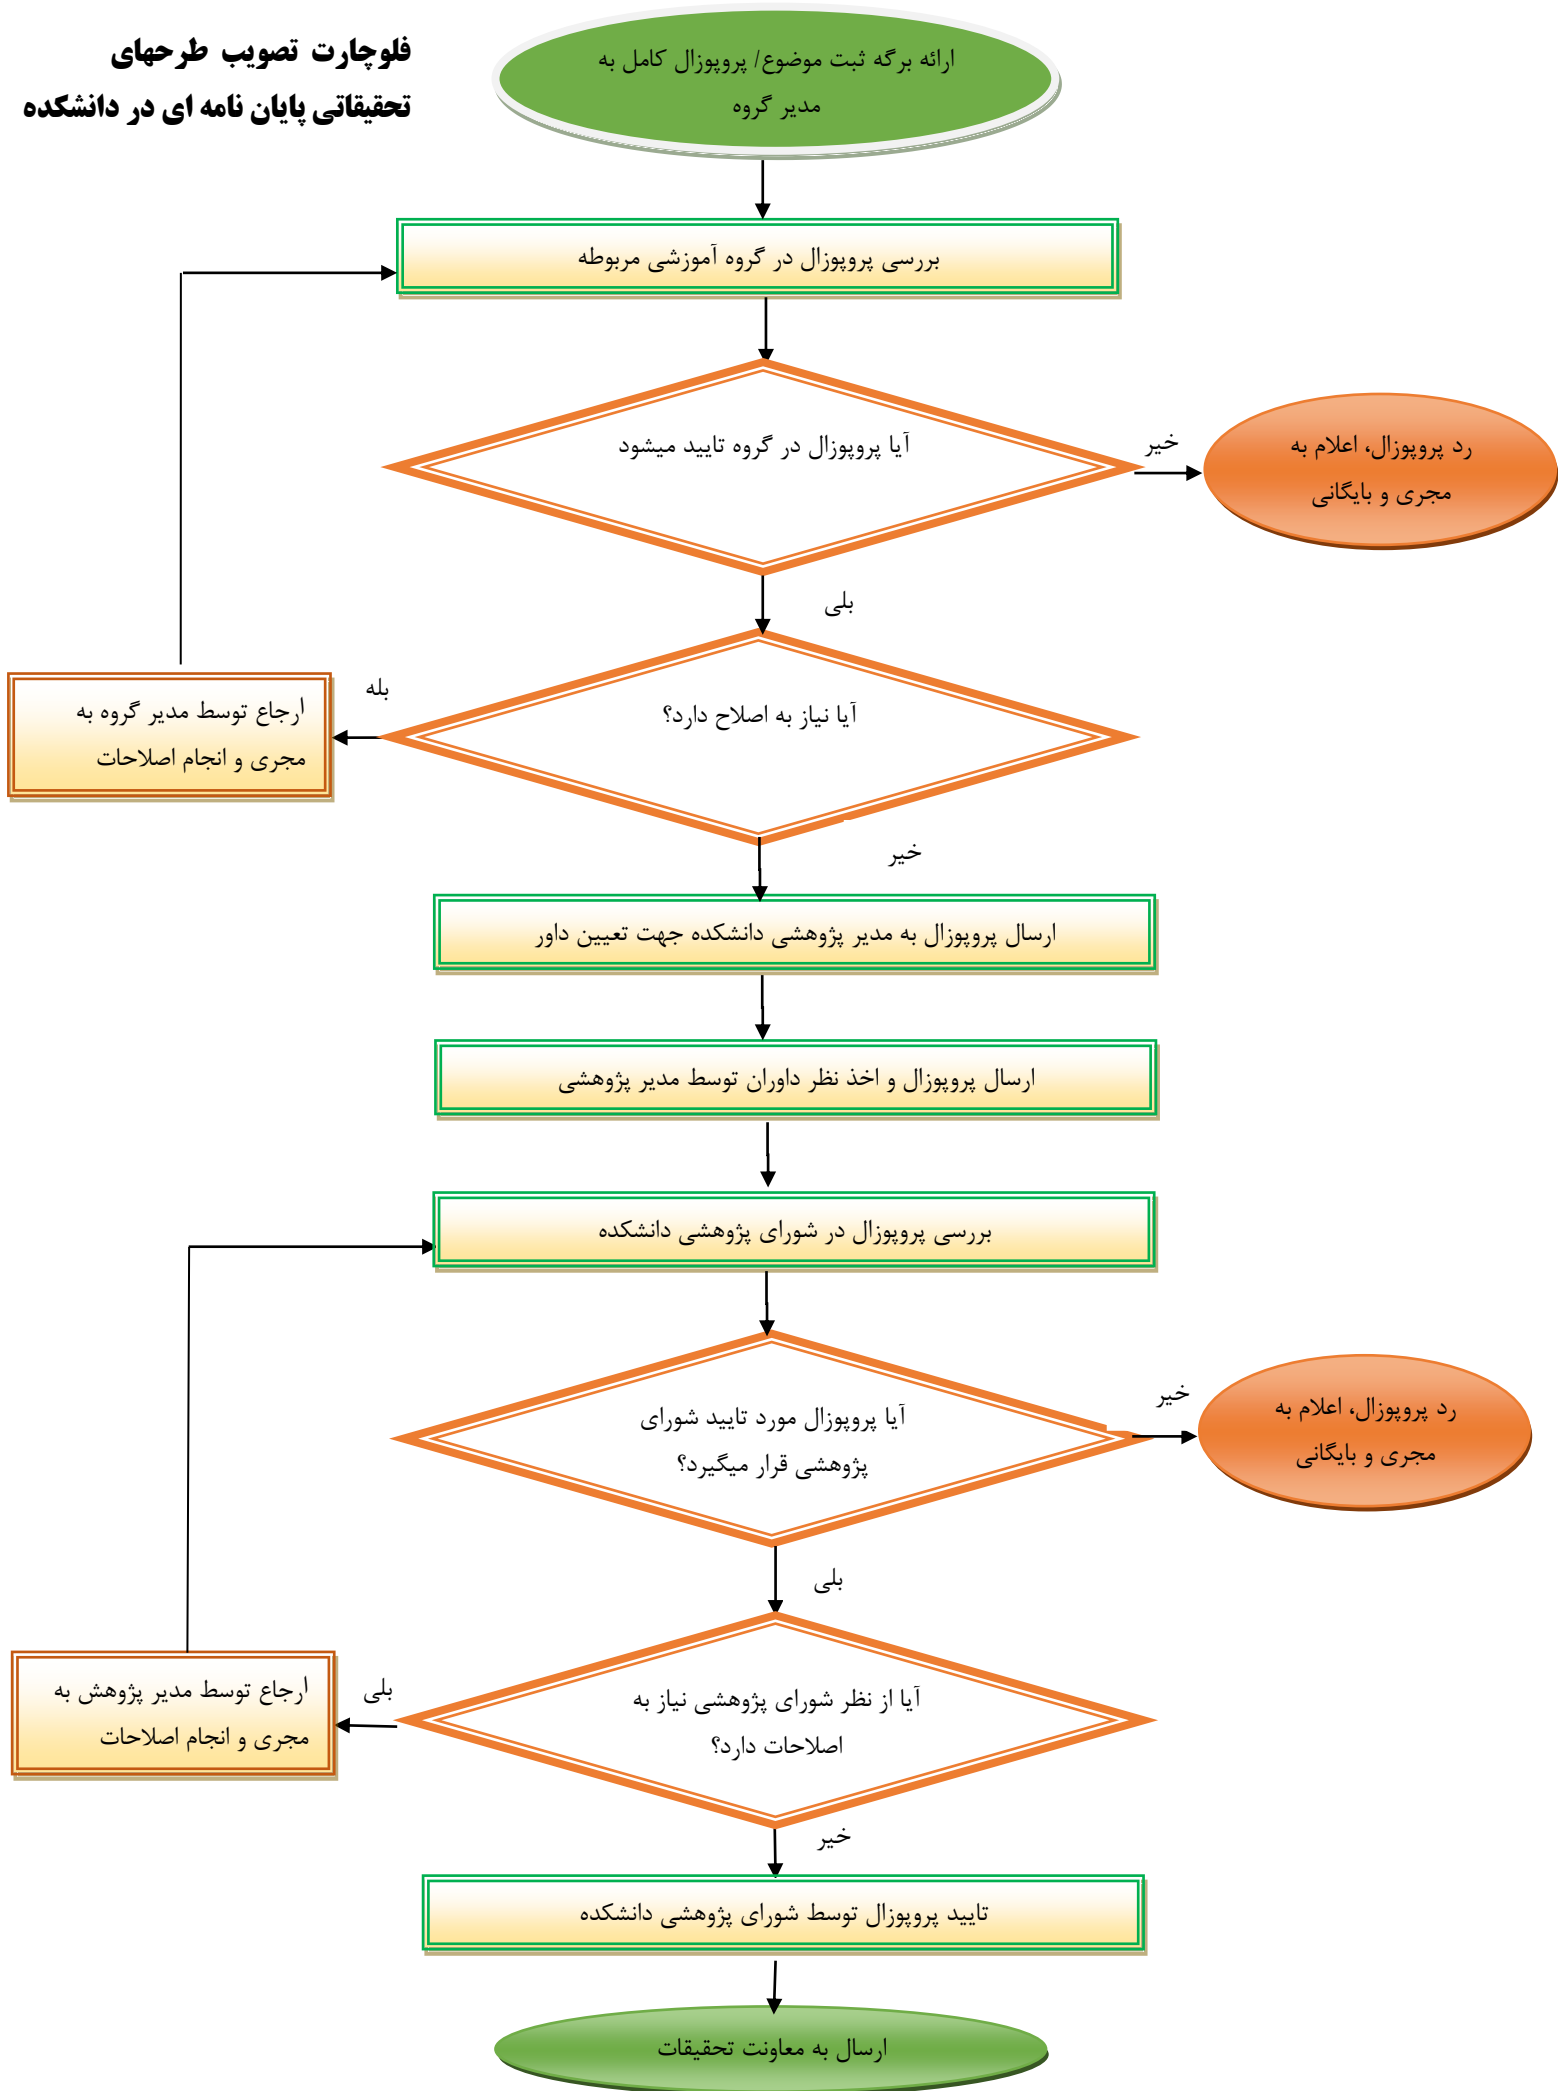 فلوچارت تصویب طرحهای
تحقیقاتی پایان نامه ای در دانشکده
ارائه برگه ثبت موضوع/ پروپوزال کامل به
مدیر گروه
بررسی پروپوزال در گروه آموزشی مربوطه
آیا پروپوزال در گروه تایید میشود
خیر
رد پروپوزال، اعلام به
مجری و بایگانی
بلی
آیا نیاز به اصلاح دارد؟
بله
ارجاع توسط مدیر گروه به
مجری و انجام اصلاحات
خیر
ارسال پروپوزال به مدیر پژوهشی دانشکده جهت تعیین داور
ارسال پروپوزال و اخذ نظر داوران توسط مدیر پژوهشی
بررسی پروپوزال در شورای پژوهشی دانشکده
آیا پروپوزال مورد تایید شورای
پژوهشی قرار میگیرد؟
خیر
رد پروپوزال، اعلام به
مجری و بایگانی
بلی
آیا از نظر شورای پژوهشی نیاز به
اصلاحات دارد؟
بلی
ارجاع توسط مدیر پژوهش به
مجری و انجام اصلاحات
خیر
تایید پروپوزال توسط شورای پژوهشی دانشکده
ارسال به معاونت تحقیقات